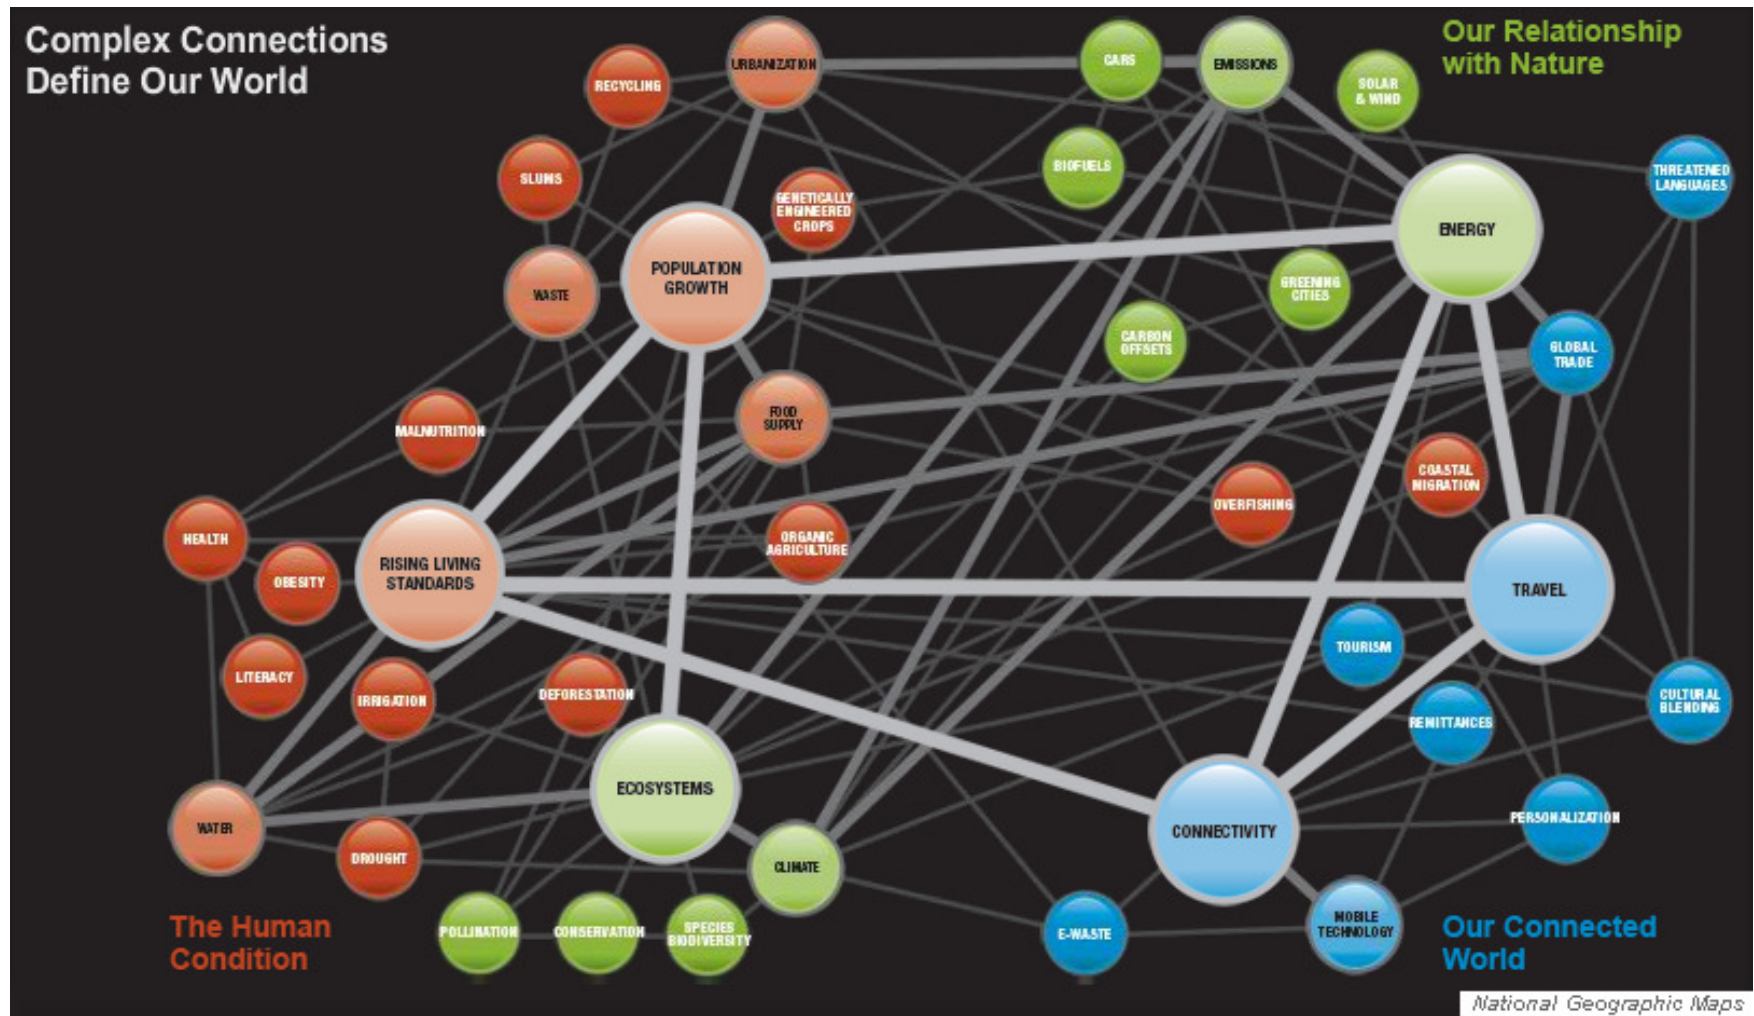 Complex Connections
Define Our World
Our Relationship
with Nature
URBANIZATION
CARS
EMISSIONS
RECYCLING
SOLAR
& WIND
BIOFUELS
THREATENED
LANGUAGES
SLUMS
GENETICALLY
ENGINEERED
CROPS
ENERGY
POPULATION
GROWTH
WASTE
GREENING
CITIES
CARBON
OFFSETS
GLOBAL
TRADE
MALNUTRITION
FOOD
SUPPLY
COASTAL
MIGRATION
OVERFISHING
HEALTH
ORGANIC
AGRICULTURE
OBESITY
RISING LIVING
STANDARDS
TRAVEL
TOURISM
LITERACY
IRRIGATION
DEFORESTATION
REMITTANCES
CULTURAL
BLENDING
ECOSYSTEMS
WATER
DROUGHT
CLIMATE
CONNECTIVITY
PERSONALIZATION
POLLINATION
CONSERVATION
SPECIES
BIODIVERSITY
E-WASTE
MOBILE
TECHNOLOGY
The Human
Condition
Our Connected
World
National Geographic Maps